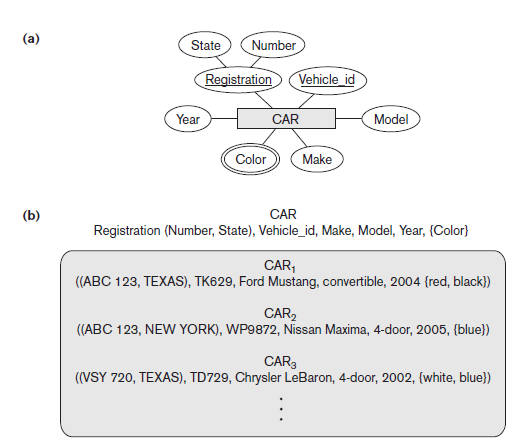 (a)
State Number
Registration Vehicle_id
Year CAR Model
Color Make
(b)
CAR
Registration (Number, State), Vehicle_id, Make, Model, Year, {Color}
CAR₁
((ABC 123, TEXAS), TK629, Ford Mustang, convertible, 2004 {red, black})
CAR₂
((ABC 123, NEW YORK), WP9872, Nissan Maxima, 4-door, 2005, {blue})
CAR₃
((VSY 720, TEXAS), TD729, Chrysler LeBaron, 4-door, 2002, {white, blue})